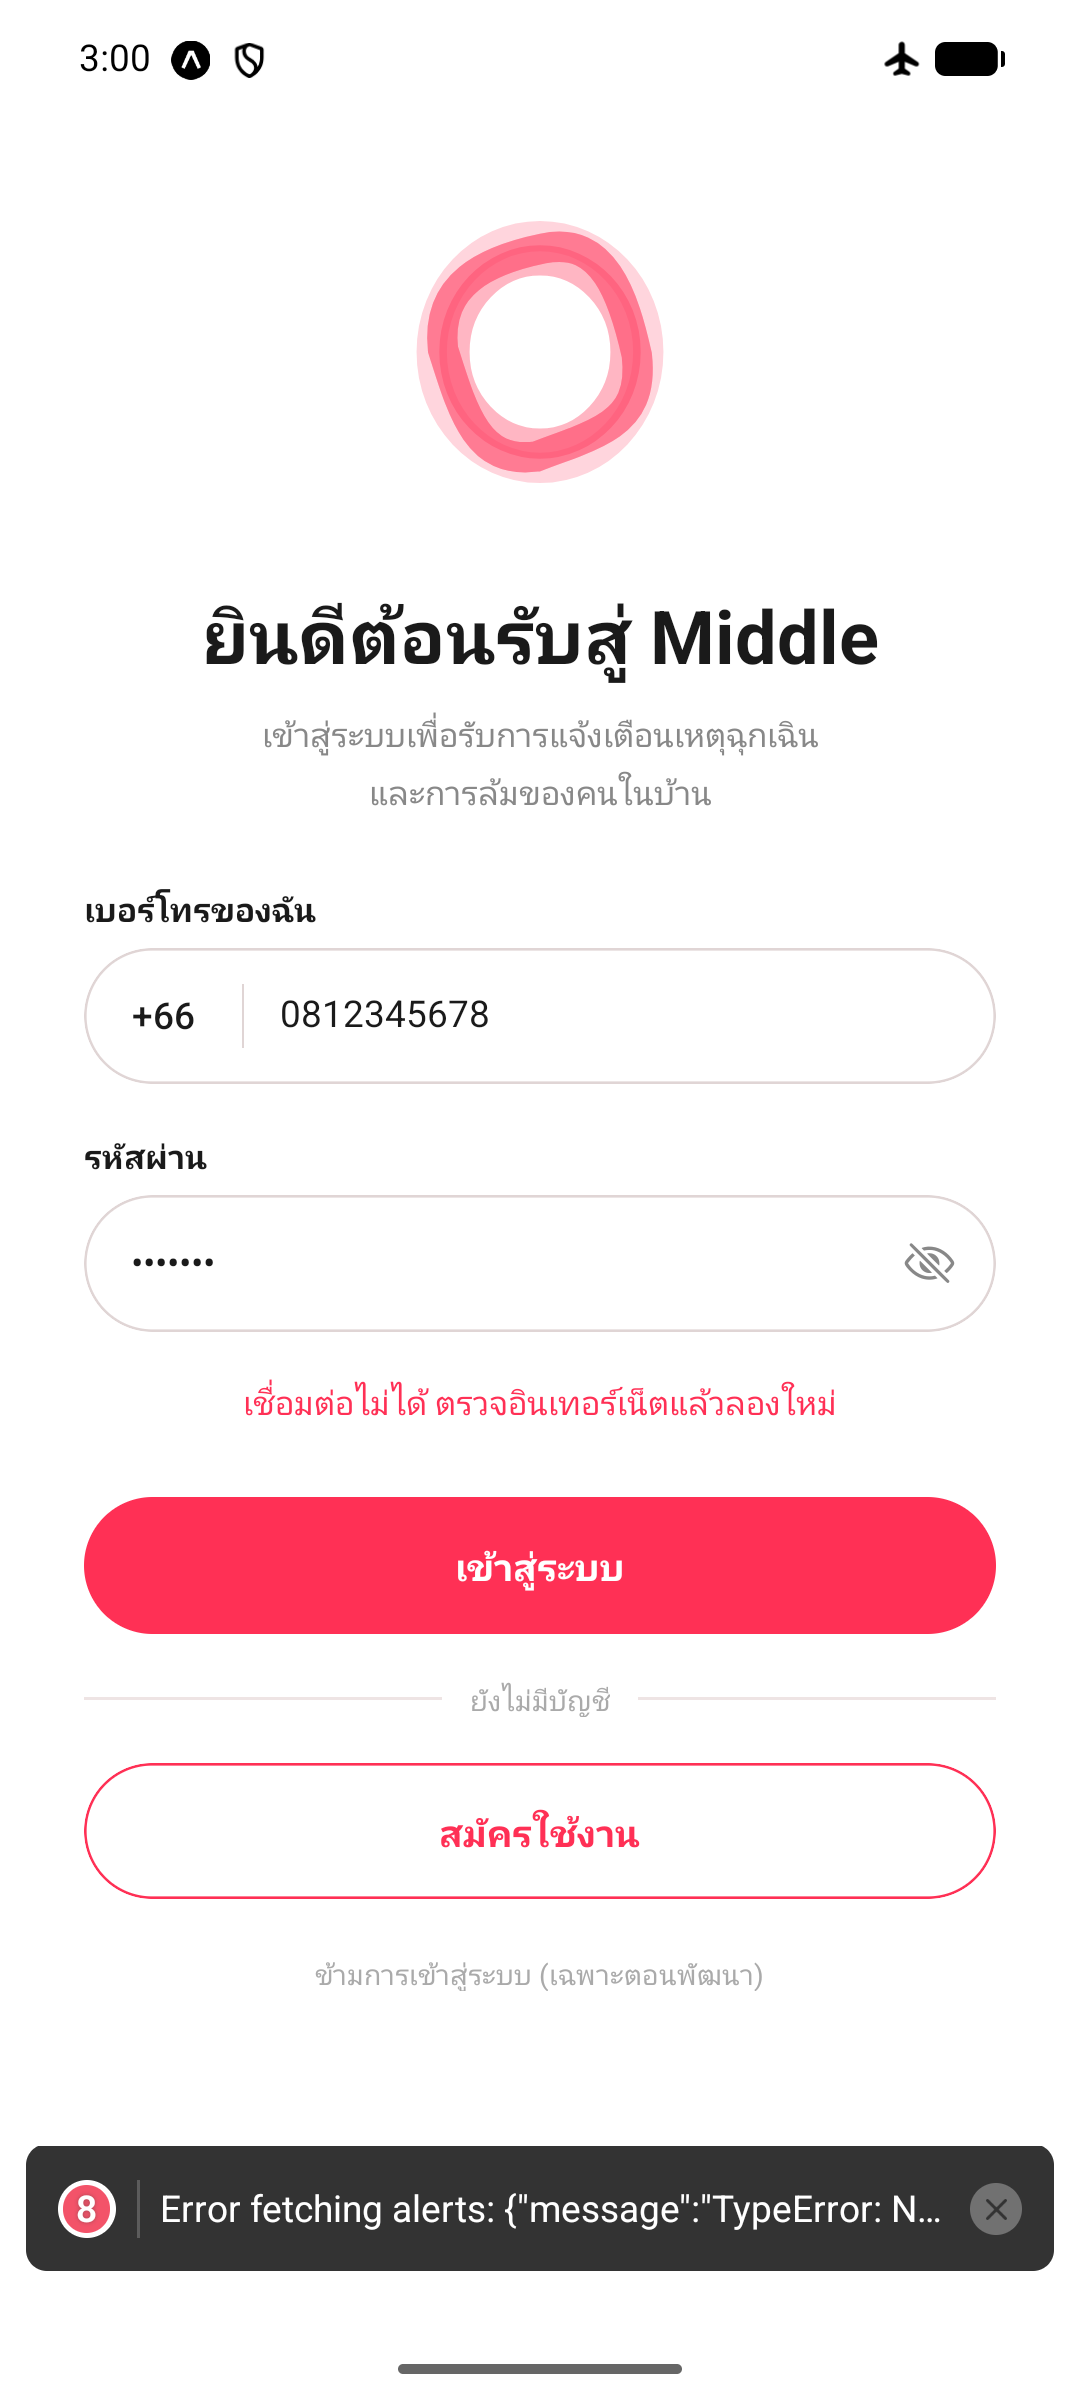 3:00
ยินดีต้อนรับสู่ Middle
เข้าสู่ระบบเพื่อรับการแจ้งเตือนเหตุฉุกเฉิน
และการล้มของคนในบ้าน
เบอร์โทรของฉัน
+66 0812345678
รหัสผ่าน
•••••••
เชื่อมต่อไม่ได้ ตรวจอินเทอร์เน็ตแล้วลองใหม่
เข้าสู่ระบบ
ยังไม่มีบัญชี
สมัครใช้งาน
ข้ามการเข้าสู่ระบบ (เฉพาะตอนพัฒนา)
8 Error fetching alerts: {"message":"TypeError: N...